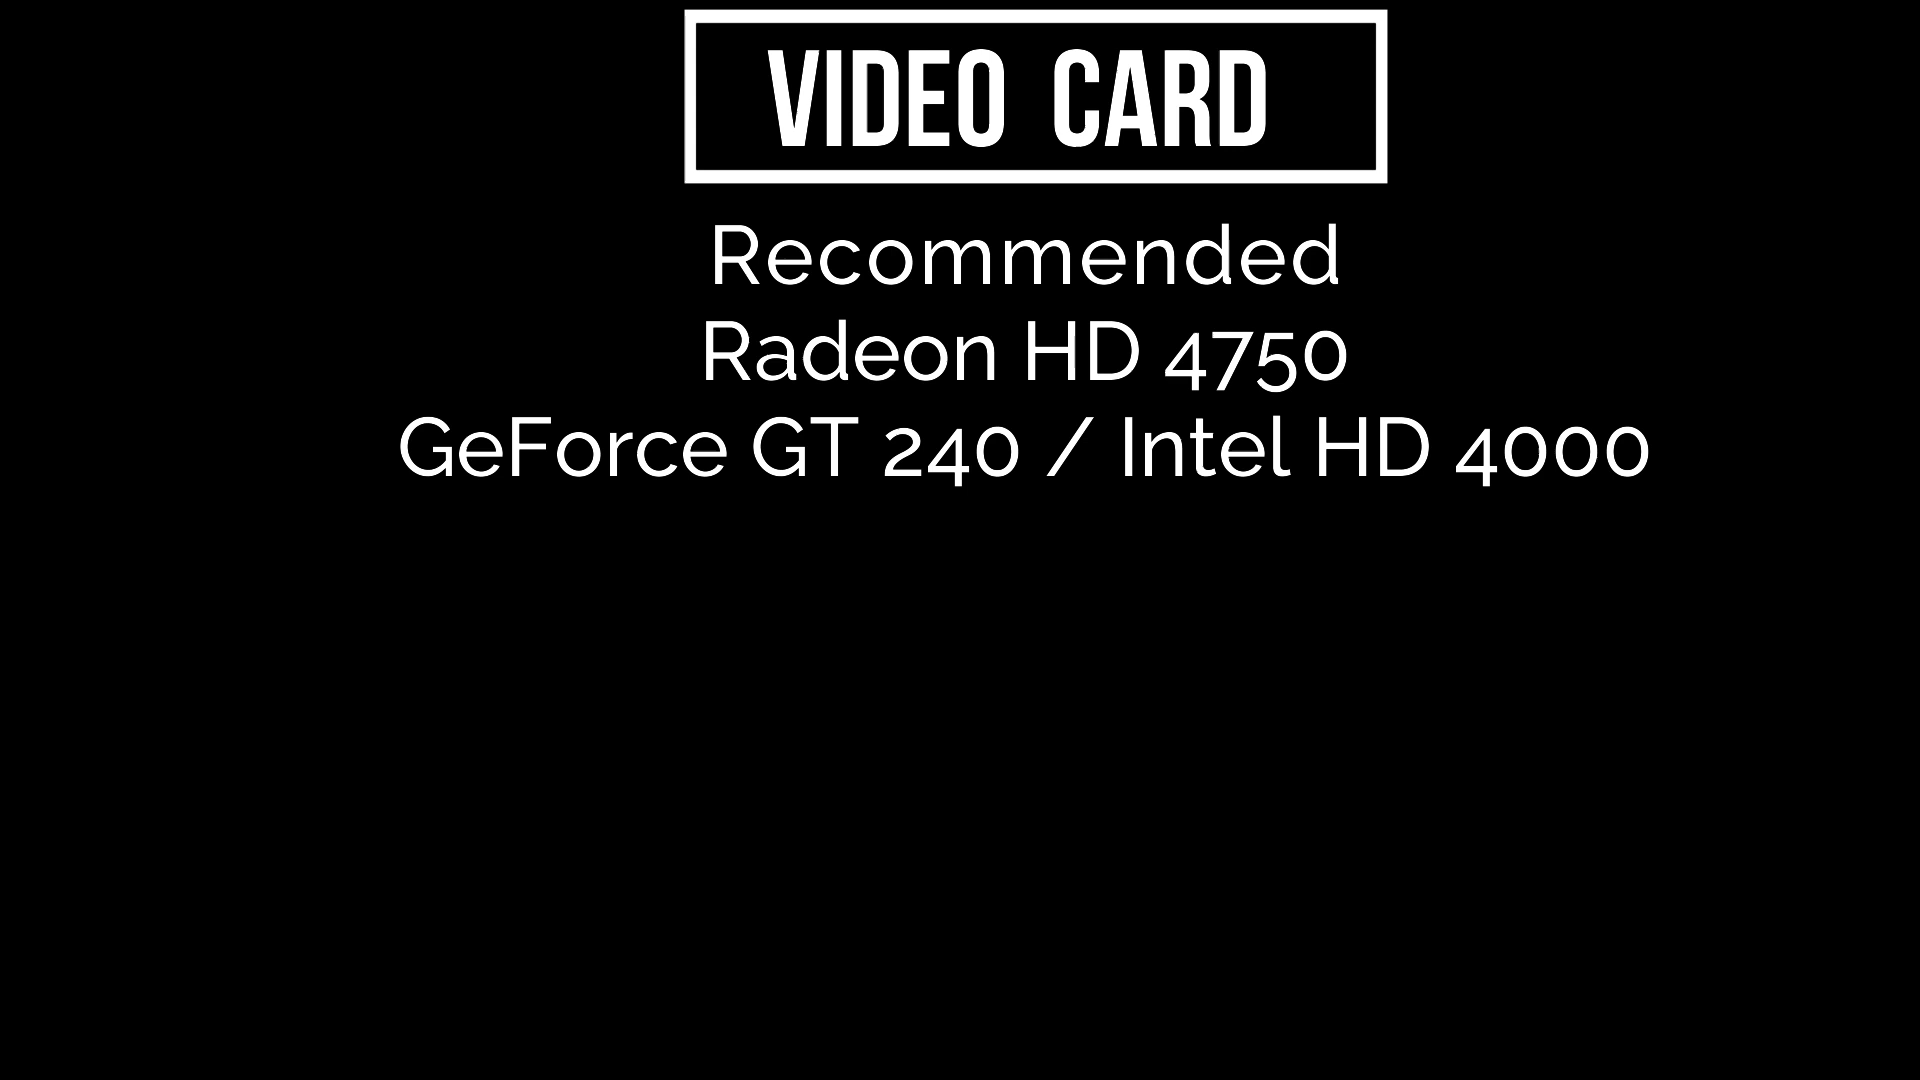 VIDEO CARD
Recommended
Radeon HD 4750
GeForce GT 240 / Intel HD 4000